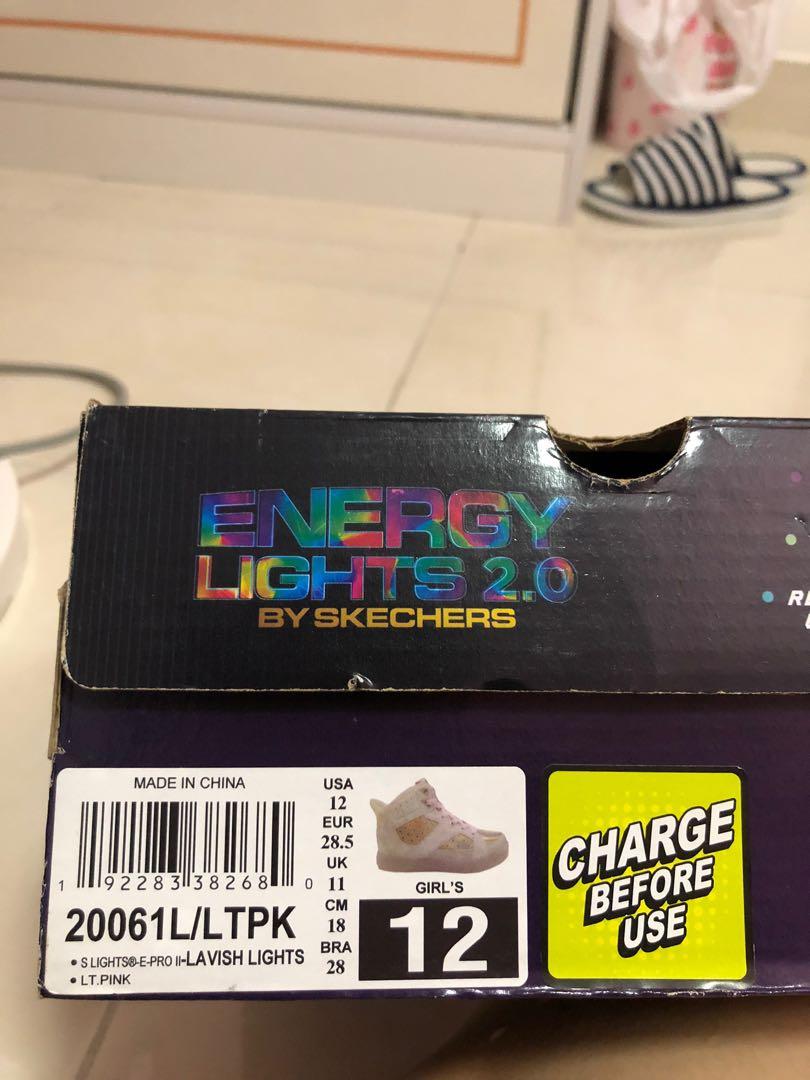 ENERGY
LIGHTS 2.0
BY SKECHERS
MADE IN CHINA
1 92283 38268 0
20061L/LTPK
• S LIGHTS®-E-PRO II-LAVISH LIGHTS
• LT.PINK
USA
12
EUR
28.5
UK
11
CM
18
BRA
28
GIRL'S
12
CHARGE
BEFORE
USE